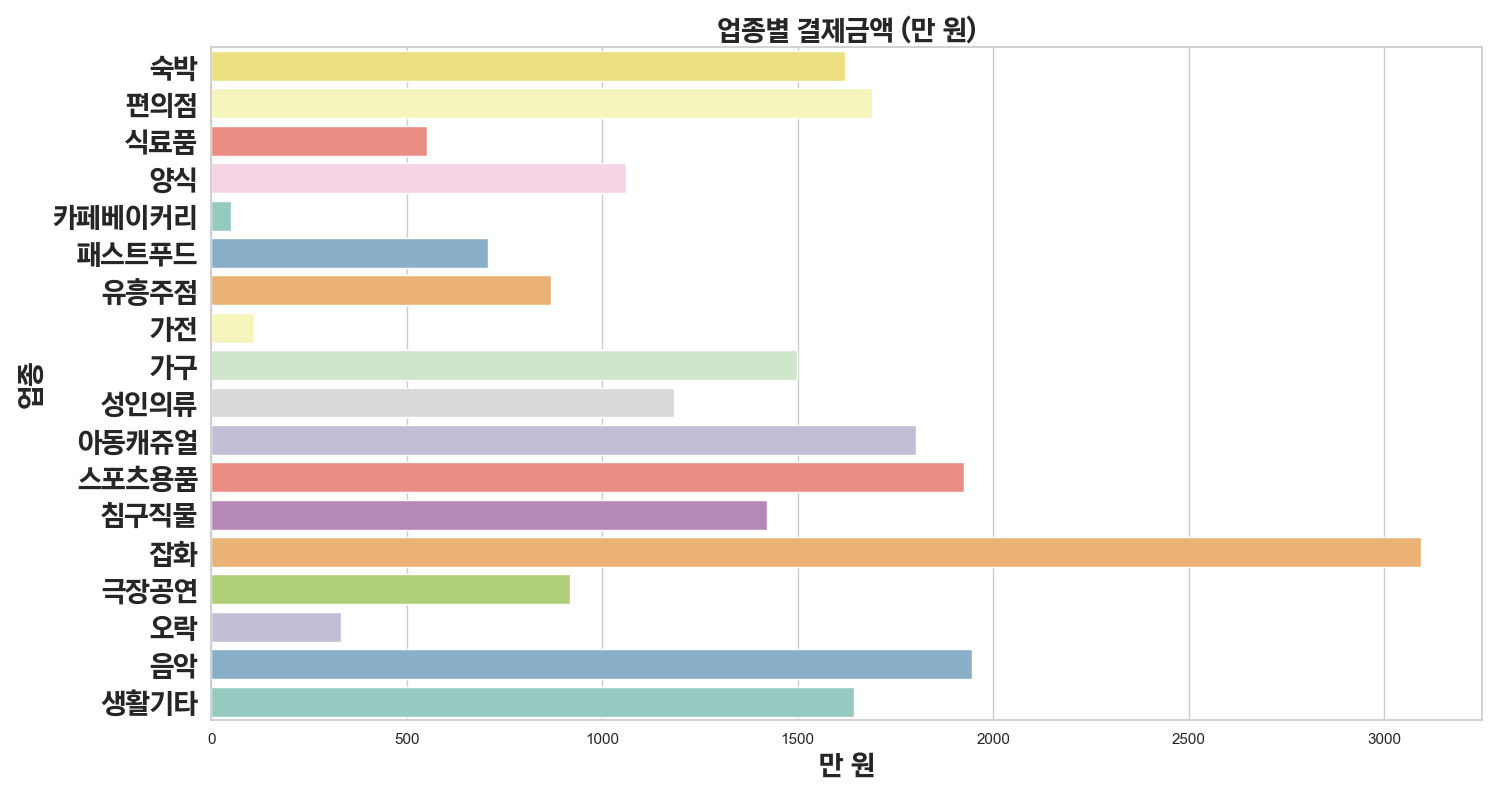 업종별 결제금액 (만 원)
숙박
편의점
식료품
양식
카페베이커리
패스트푸드
유흥주점
가전
가구
성인의류
아동캐쥬얼
스포츠용품
침구직물
잡화
극장공연
오락
음악
생활기타
업종
0 500 1000 1500 2000 2500 3000
만 원